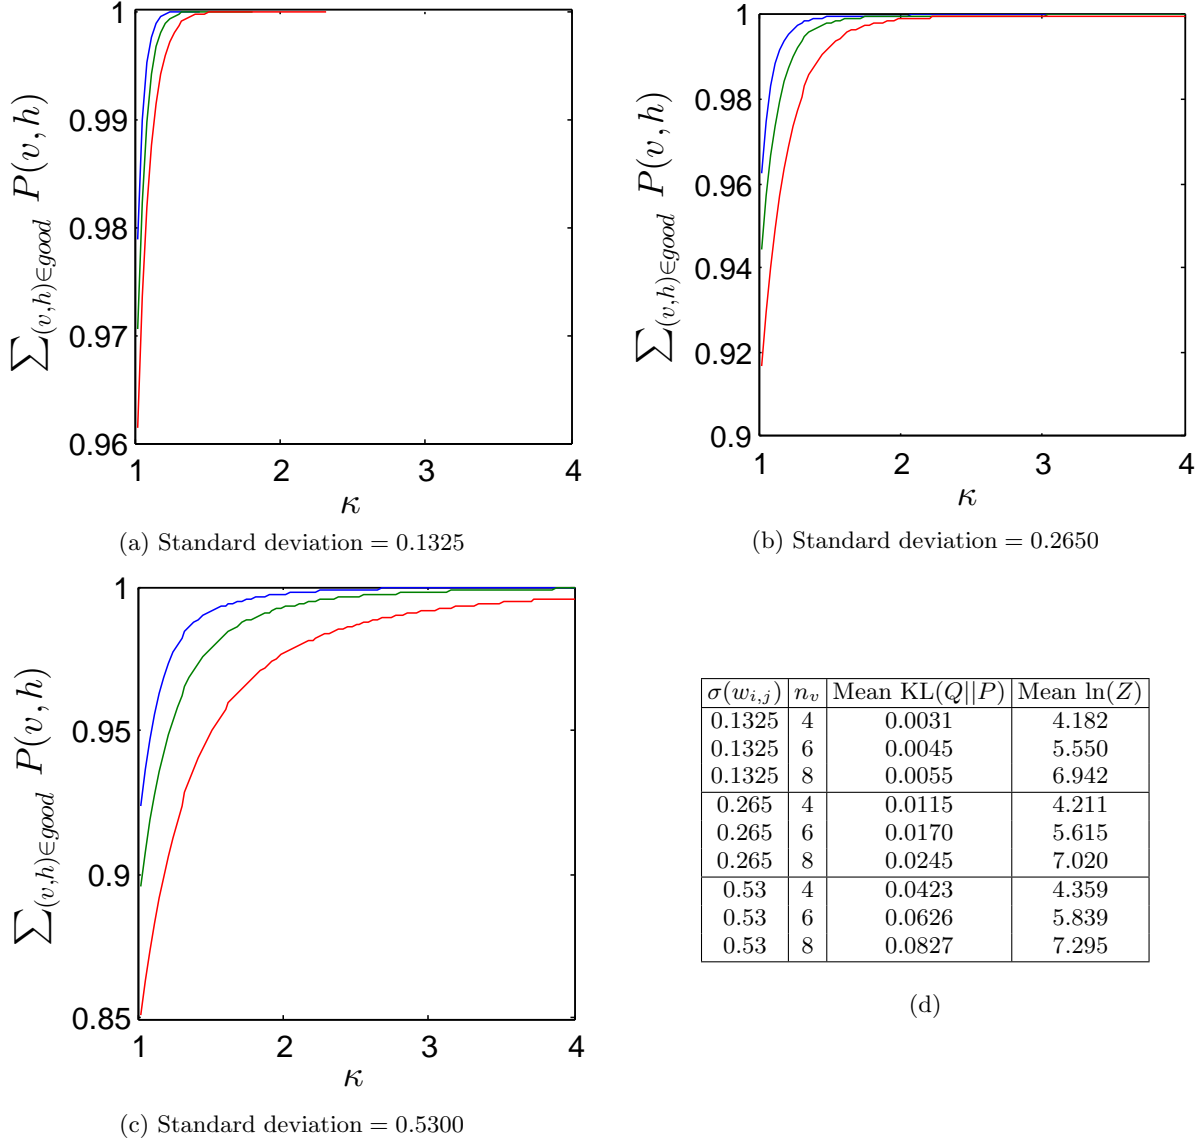 1
0.99
0.98
0.97
0.96
1 2 3 4
κ
∑(v,h)∈good P(v, h)
(a) Standard deviation = 0.1325
1
0.98
0.96
0.94
0.92
0.9
1 2 3 4
κ
∑(v,h)∈good P(v, h)
(b) Standard deviation = 0.2650
1
0.95
0.9
0.85
1 2 3 4
κ
∑(v,h)∈good P(v, h)
(c) Standard deviation = 0.5300
σ(w_{i,j}) n_v Mean KL(Q||P) Mean ln(Z)
0.1325 4 0.0031 4.182
0.1325 6 0.0045 5.550
0.1325 8 0.0055 6.942
0.265 4 0.0115 4.211
0.265 6 0.0170 5.615
0.265 8 0.0245 7.020
0.53 4 0.0423 4.359
0.53 6 0.0626 5.839
0.53 8 0.0827 7.295
(d)